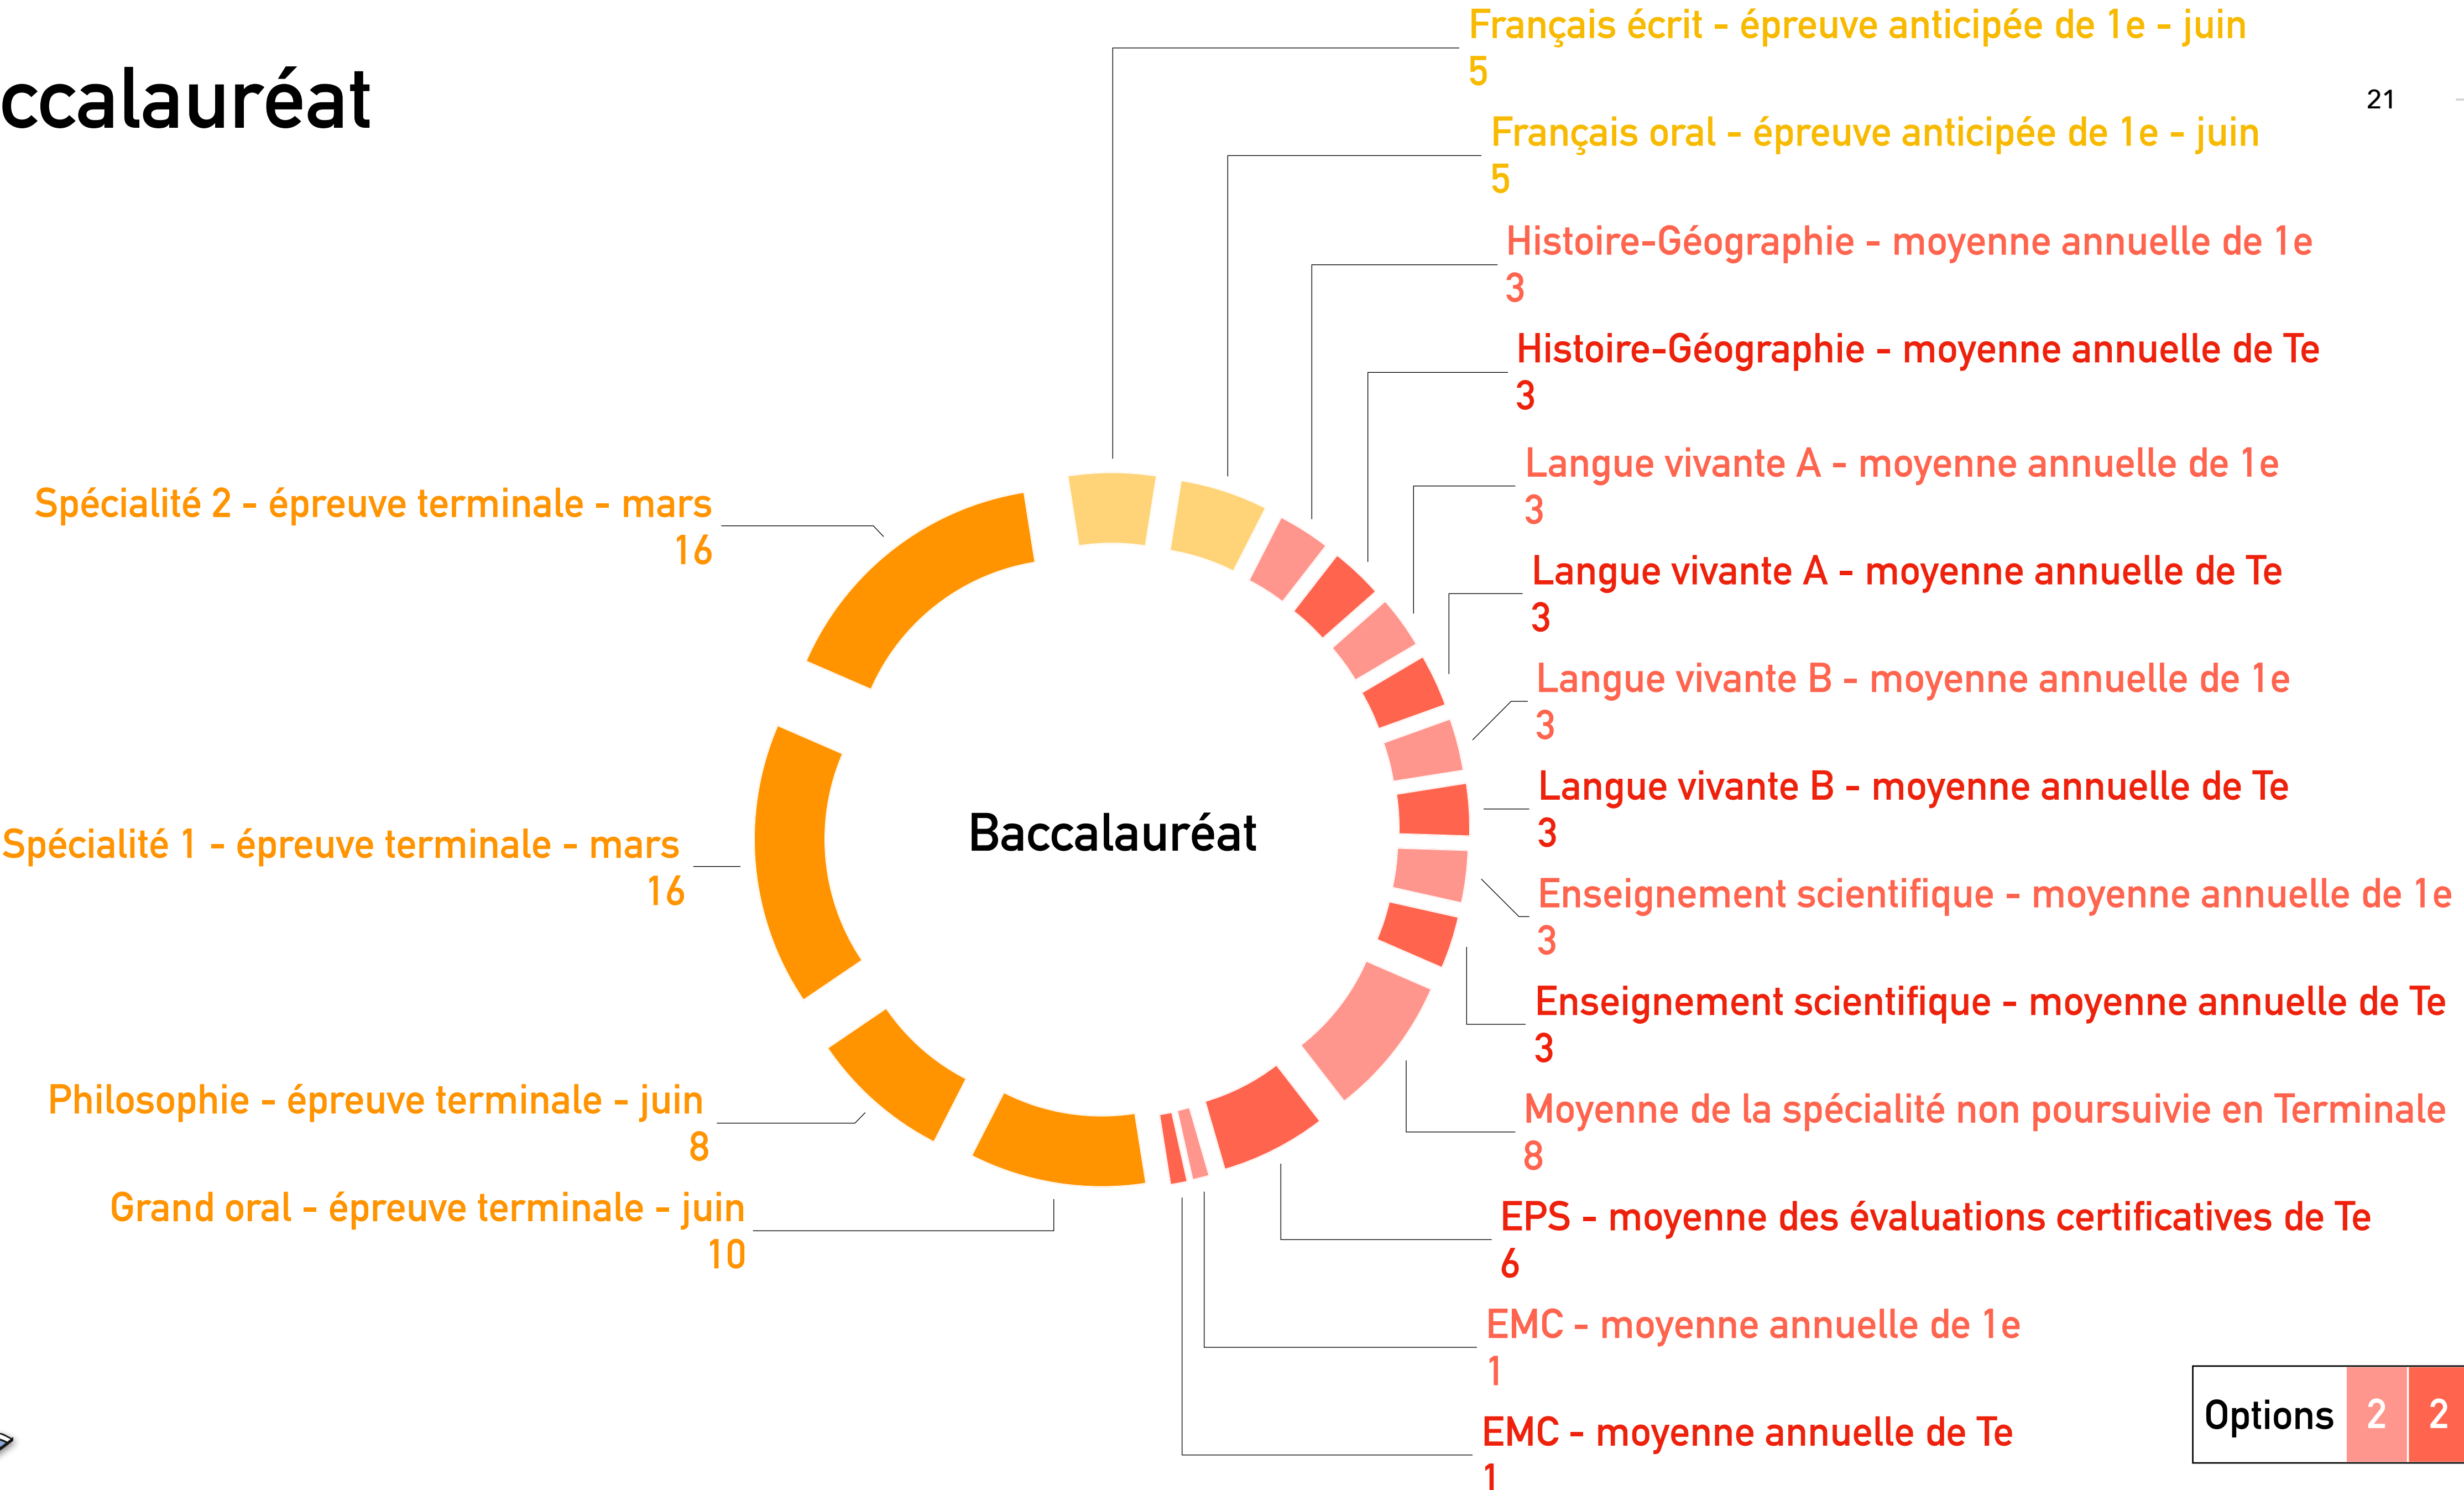 ccalauréat
21
Français écrit - épreuve anticipée de 1e - juin
5
Français oral - épreuve anticipée de 1e - juin
5
Histoire-Géographie - moyenne annuelle de 1e
3
Histoire-Géographie - moyenne annuelle de Te
3
Langue vivante A - moyenne annuelle de 1e
3
Langue vivante A - moyenne annuelle de Te
3
Langue vivante B - moyenne annuelle de 1e
3
Langue vivante B - moyenne annuelle de Te
3
Enseignement scientifique - moyenne annuelle de 1e
3
Enseignement scientifique - moyenne annuelle de Te
3
Moyenne de la spécialité non poursuivie en Terminale
8
EPS - moyenne des évaluations certificatives de Te
6
EMC - moyenne annuelle de 1e
1
EMC - moyenne annuelle de Te
1
Grand oral - épreuve terminale - juin
10
Philosophie - épreuve terminale - juin
8
Spécialité 1 - épreuve terminale - mars
16
Spécialité 2 - épreuve terminale - mars
16
Baccalauréat
Options 2 2